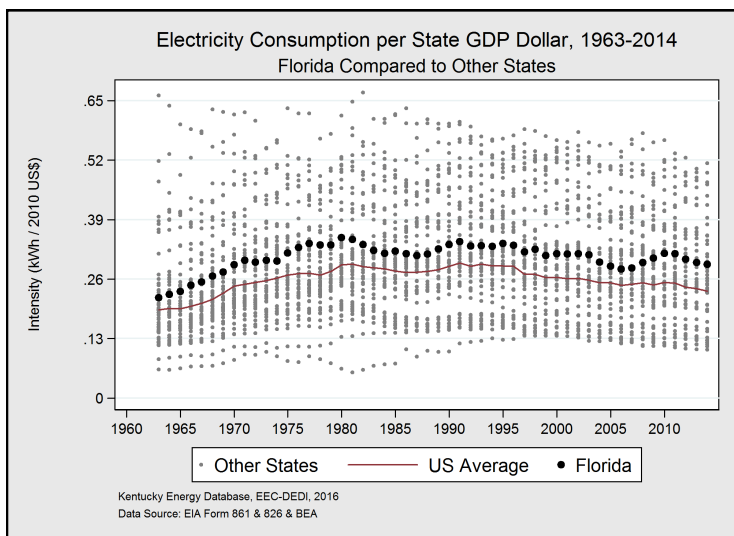 Electricity Consumption per State GDP Dollar, 1963-2014
Florida Compared to Other States
Intensity (kWh / 2010 US$)
.65
.52
.39
.26
.13
0
1960 1965 1970 1975 1980 1985 1990 1995 2000 2005 2010
Other States US Average Florida
Kentucky Energy Database, EEC-DEDI, 2016
Data Source: EIA Form 861 & 826 & BEA